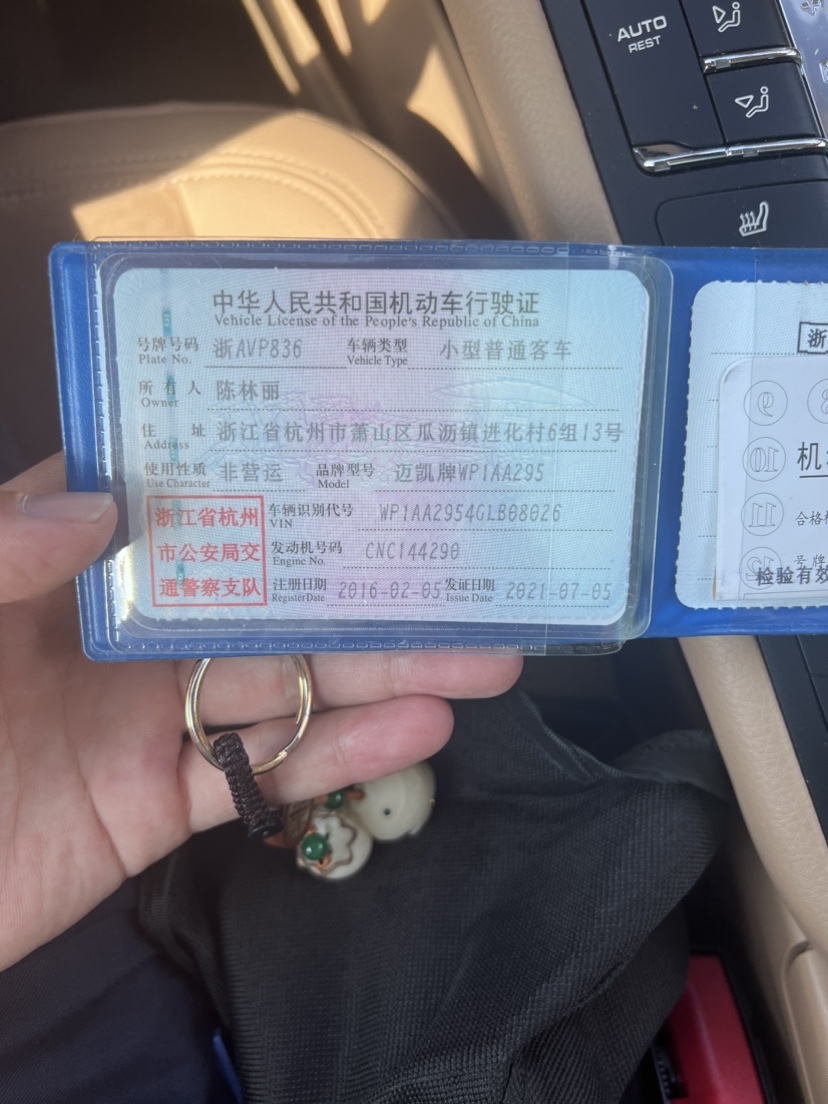 AUTO
REST
中华人民共和国机动车行驶证
Vehicle License of the People's Republic of China
号牌号码 浙AVP836 车辆类型 小型普通客车
Plate No. Vehicle Type
所有人 陈林丽
Owner
住址 浙江省杭州市萧山区瓜沥镇进化村6组13号
Address
使用性质 非营运 品牌型号 迈凯牌WP1AA295
Use Character Model
浙江省杭州
市公安局交
通警察支队
车辆识别代号 WP1AA2954GLB08026
VIN
发动机号码 CNC144290
Engine No.
注册日期 2016-02-05 发证日期 2021-07-05
Register Date Issue Date
浙
9
10
机
11
合格
号牌
检验有效